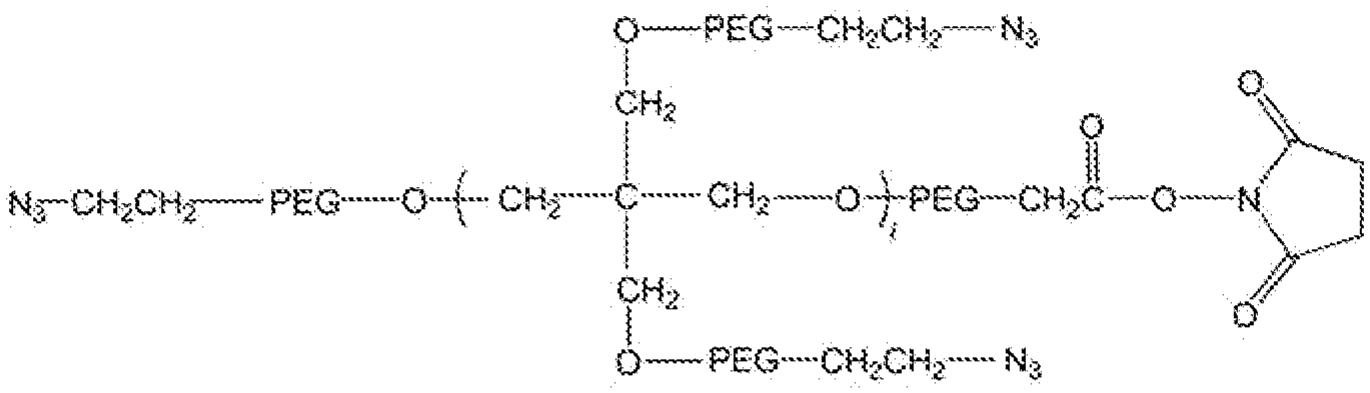 O—PEG—CH₂CH₂—N₃
CH₂ O O
N₃—CH₂CH₂—PEG—O—(CH₂—C—CH₂—O)ₗ—PEG—CH₂C—O—N
CH₂
O
O—PEG—CH₂CH₂—N₃